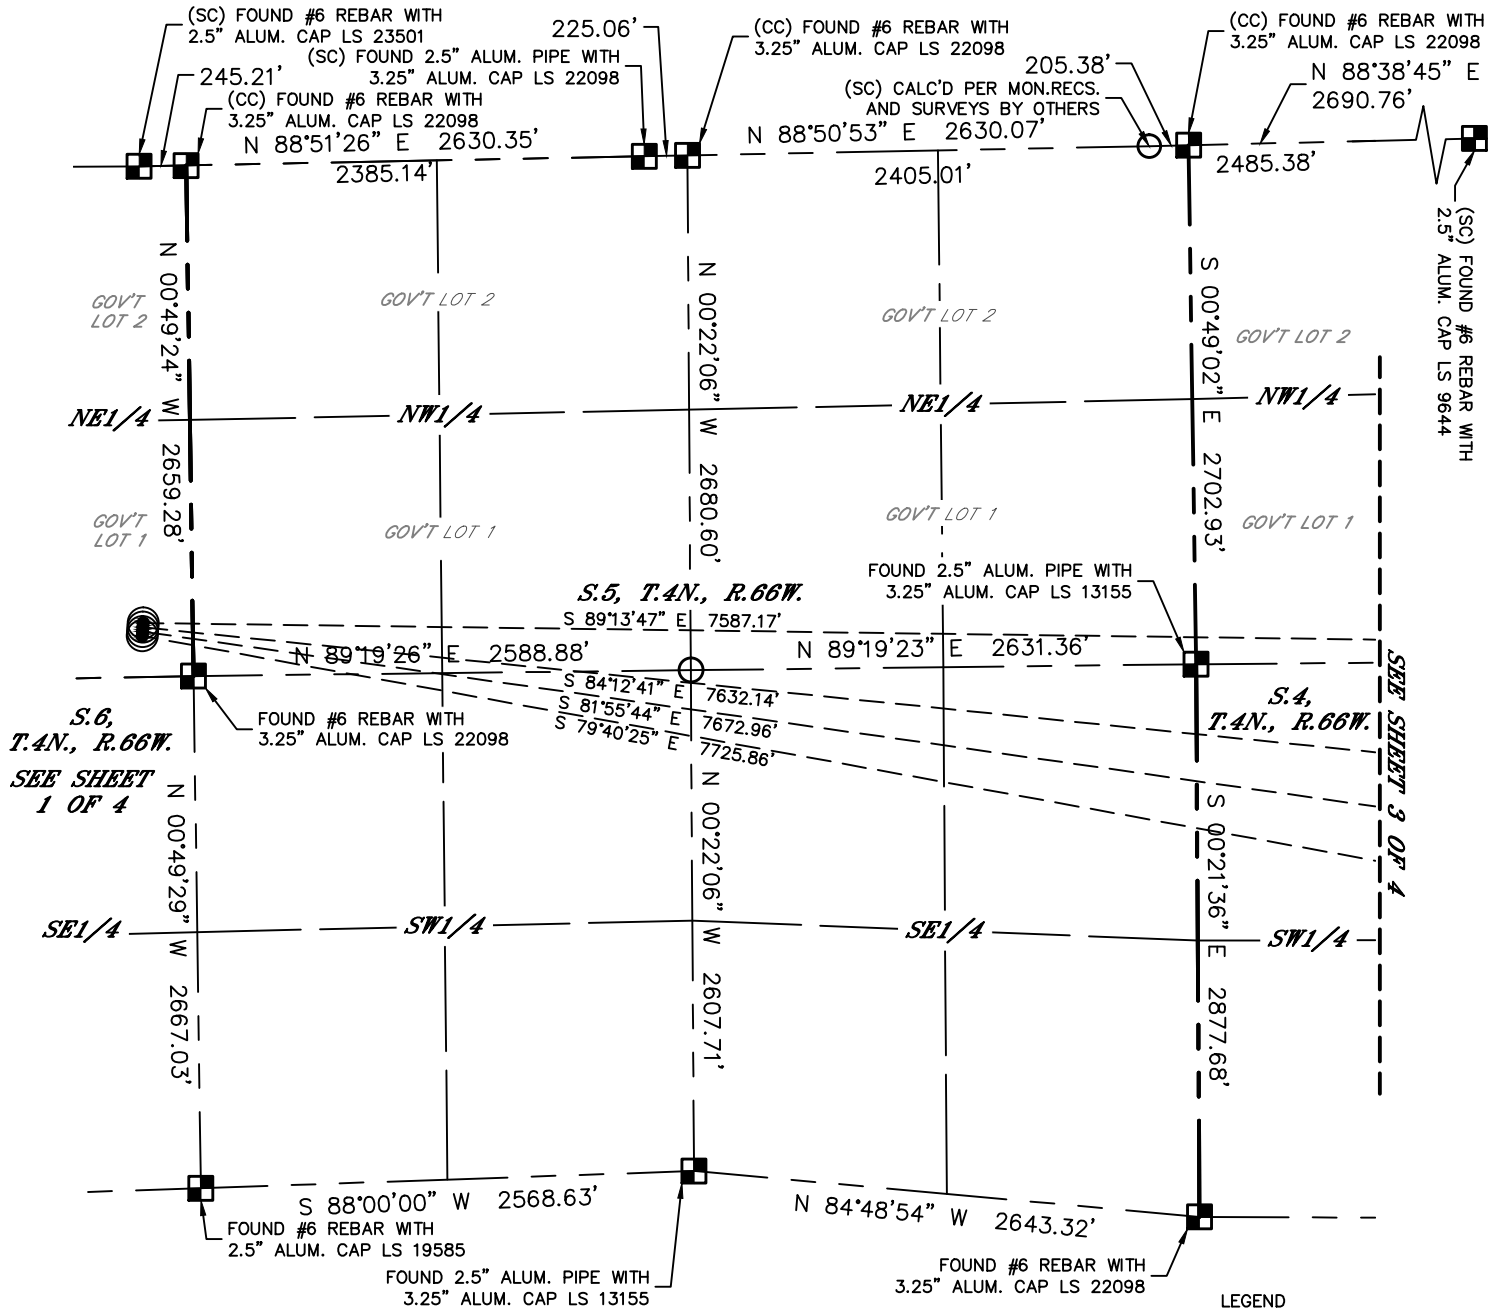 (SC) FOUND #6 REBAR WITH
2.5” ALUM. CAP LS 23501
245.21’
(SC) FOUND 2.5” ALUM. PIPE WITH
3.25” ALUM. CAP LS 22098
225.06’
(CC) FOUND #6 REBAR WITH
3.25” ALUM. CAP LS 22098
(CC) FOUND #6 REBAR WITH
3.25” ALUM. CAP LS 22098
(CC) FOUND #6 REBAR WITH
3.25” ALUM. CAP LS 22098
205.38’
(SC) CALC’D PER MON.RECS.
AND SURVEYS BY OTHERS
N 88°38’45” E
2690.76’
N 88°51’26” E 2630.35’
2385.14’
N 88°50’53” E 2630.07’
2405.01’
2485.38’
(SC) FOUND #6 REBAR WITH
2.5” ALUM. CAP LS 9644
N 00°49’24” W 2659.28’
N 00°22’06” W 2680.60’
S 00°49’02” E 2702.93’
GOV'T
LOT 2
GOV'T LOT 2
GOV'T LOT 2
GOV'T LOT 2
NE1/4
NW1/4
NE1/4
NW1/4
GOV'T
LOT 1
GOV'T LOT 1
GOV'T LOT 1
GOV'T LOT 1
FOUND 2.5” ALUM. PIPE WITH
3.25” ALUM. CAP LS 13155
S.5, T.4N., R.66W.
S 89°13’47” E 7587.17’
N 89°19’26” E 2588.88’
N 89°19’23” E 2631.36’
S 84°12’41” E 7632.14’
S 81°55’44” E 7672.96’
S 79°40’25” E 7725.86’
S.6,
T.4N., R.66W.
SEE SHEET
1 OF 4
FOUND #6 REBAR WITH
3.25” ALUM. CAP LS 22098
S.4,
T.4N., R.66W.
SEE SHEET 3 OF 4
N 00°49’29” W 2667.03’
N 00°22’06” W 2607.71’
S 00°21’36” E 2877.68’
SE1/4
SW1/4
SE1/4
SW1/4
S 88°00’00” W 2568.63’
N 84°48’54” W 2643.32’
FOUND #6 REBAR WITH
2.5” ALUM. CAP LS 19585
FOUND 2.5” ALUM. PIPE WITH
3.25” ALUM. CAP LS 13155
FOUND #6 REBAR WITH
3.25” ALUM. CAP LS 22098
LEGEND